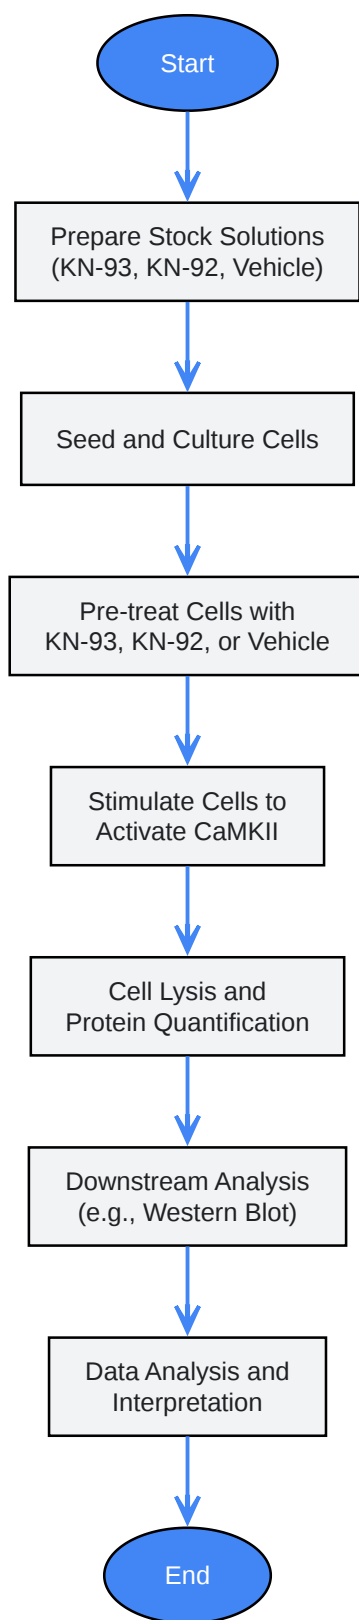 Start
Prepare Stock Solutions
(KN-93, KN-92, Vehicle)
Seed and Culture Cells
Pre-treat Cells with
KN-93, KN-92, or Vehicle
Stimulate Cells to
Activate CaMKII
Cell Lysis and
Protein Quantification
Downstream Analysis
(e.g., Western Blot)
Data Analysis and
Interpretation
End